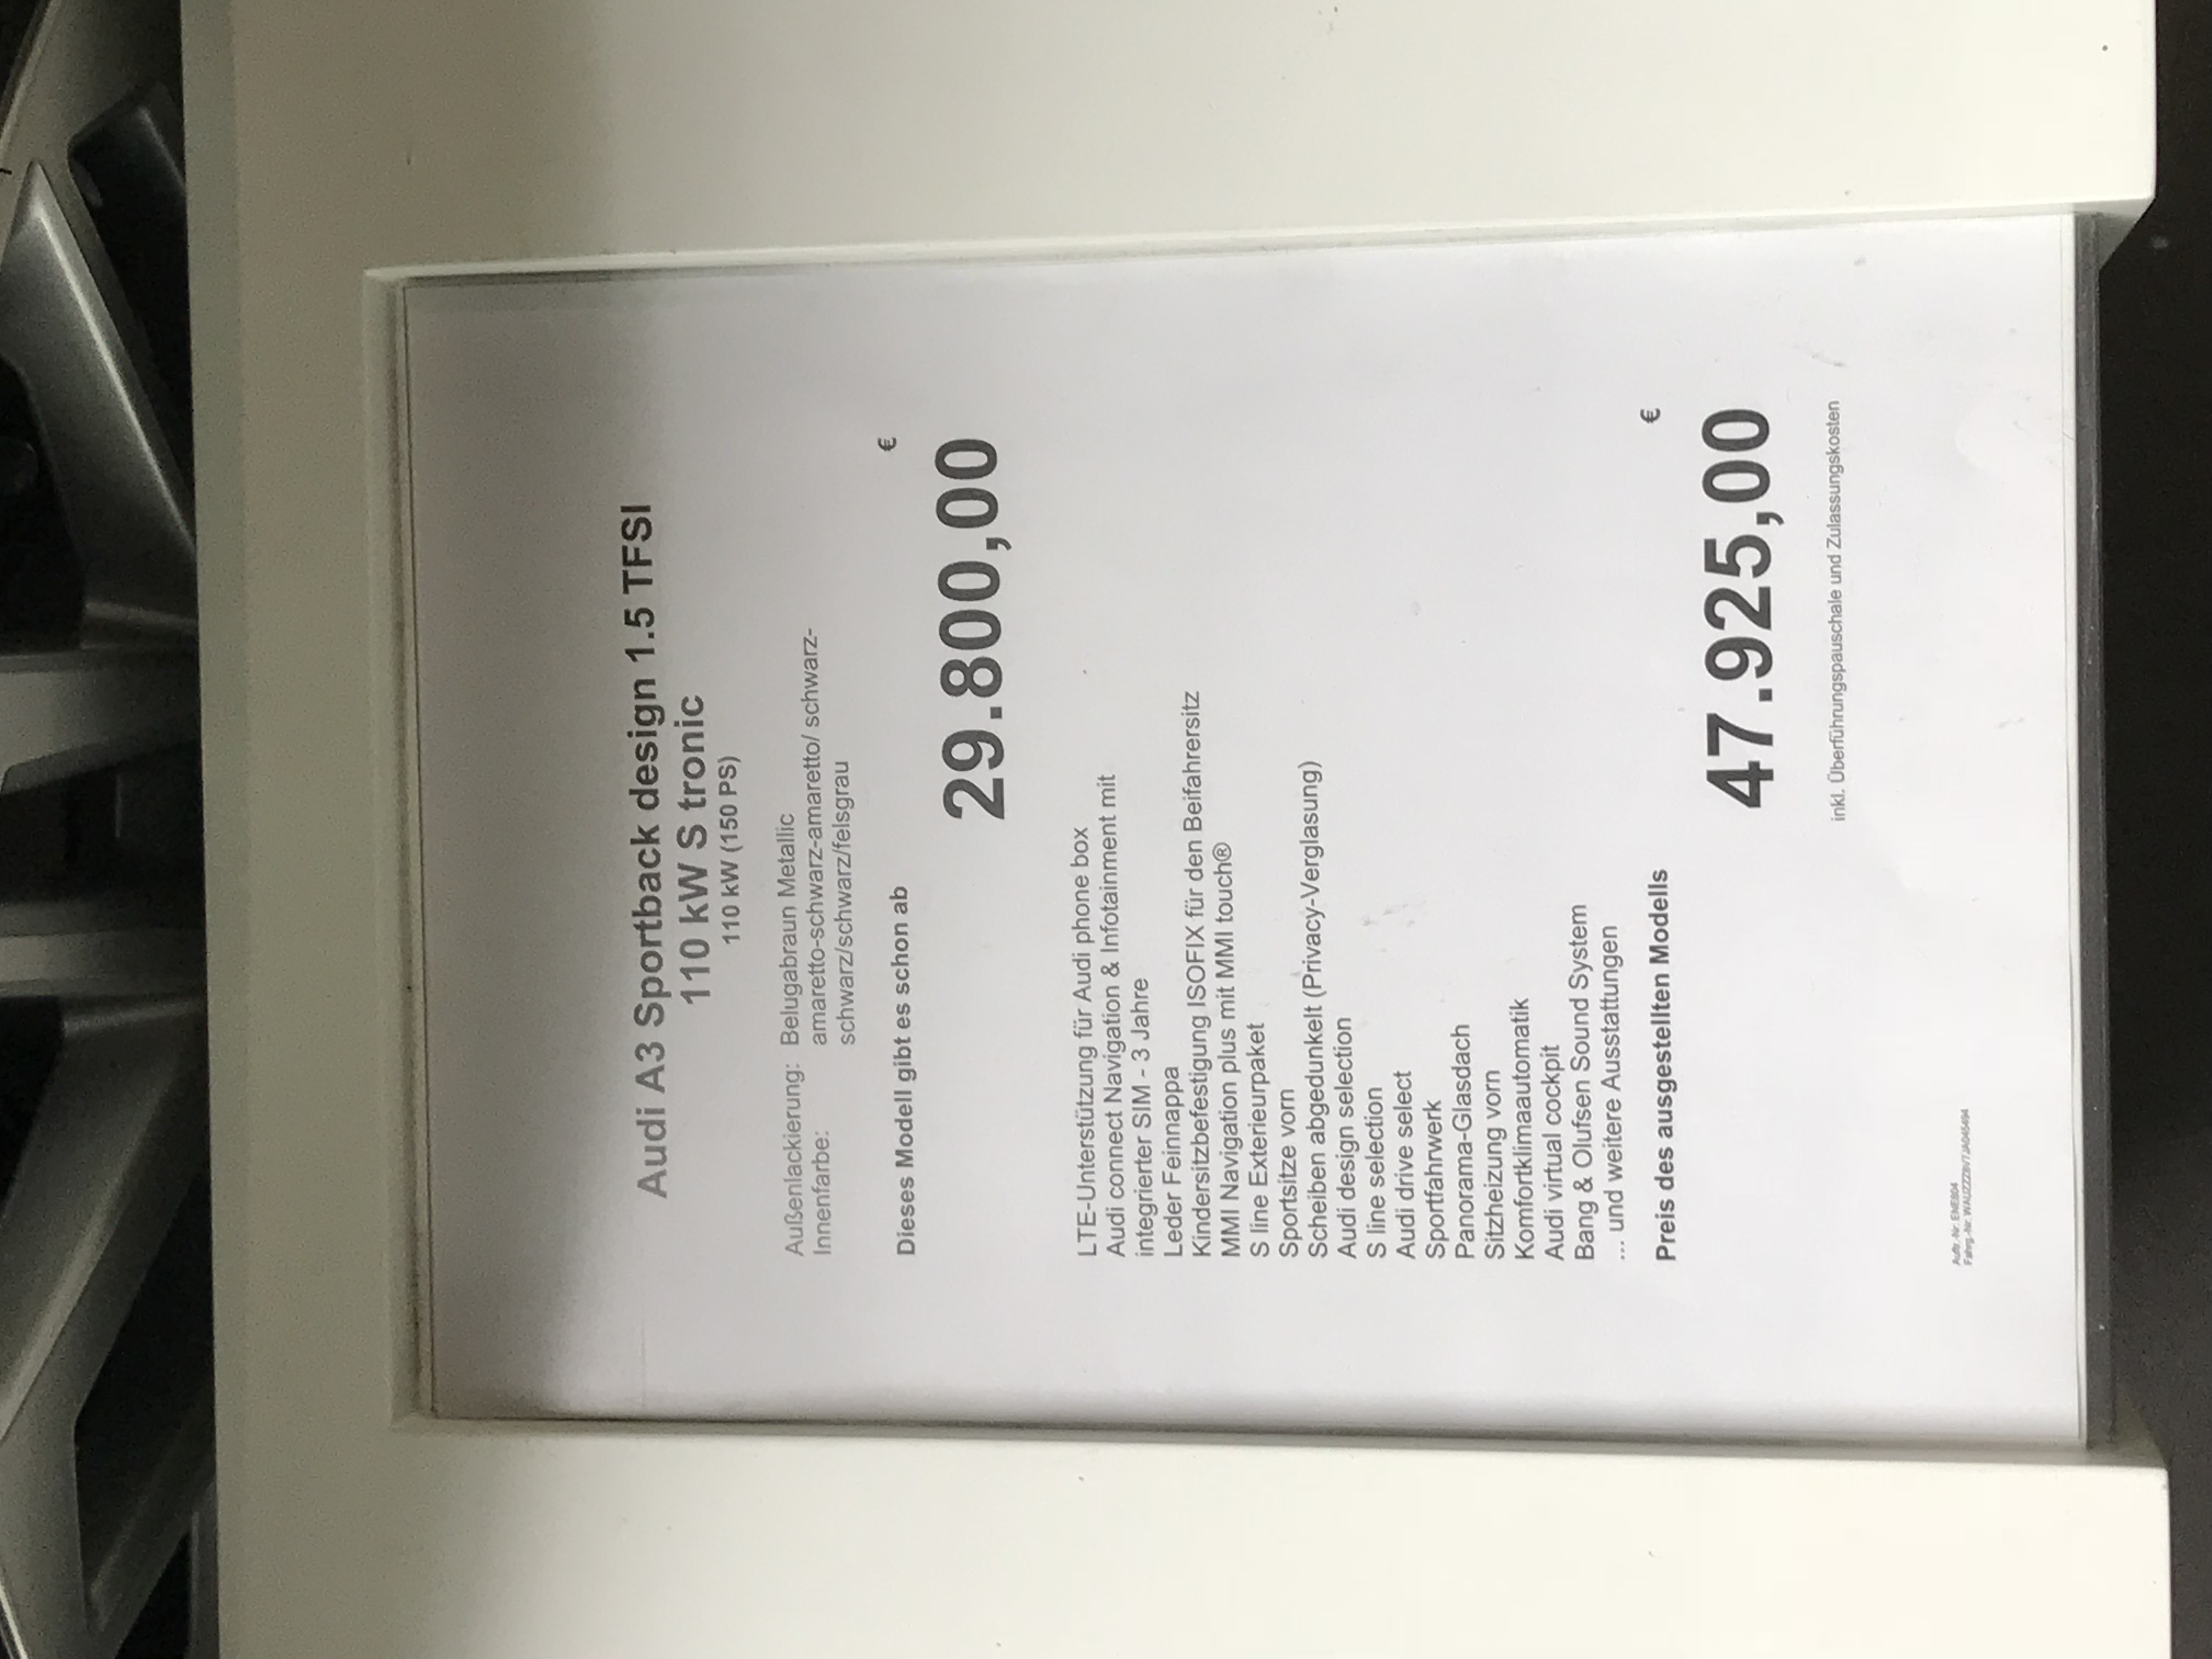 Audi A3 Sportback design 1.5 TFSI
110 kW S tronic
110 kW (150 PS)
Außenlackierung: Belugabraun Metallic
Innenfarbe: amaretto-schwarz-amaretto/ schwarz-
schwarz/schwarz/felsgrau
Dieses Modell gibt es schon ab €
29.800,00
LTE-Unterstützung für Audi phone box
Audi connect Navigation & Infotainment mit
integrierter SIM - 3 Jahre
Leder Feinnappa
Kindersitzbefestigung ISOFIX für den Beifahrersitz
MMI Navigation plus mit MMI touch®
S line Exterieurpaket
Sportsitze vorn
Scheiben abgedunkelt (Privacy-Verglasung)
Audi design selection
S line selection
Audi drive select
Sportfahrwerk
Panorama-Glasdach
Sitzheizung vorn
Komfortklimaautomatik
Audi virtual cockpit
Bang & Olufsen Sound System
... und weitere Ausstattungen
Preis des ausgestellten Modells €
47.925,00
inkl. Überführungspauschale und Zulassungskosten
Auftr.-Nr. ENE804
Fahrg.-Nr.